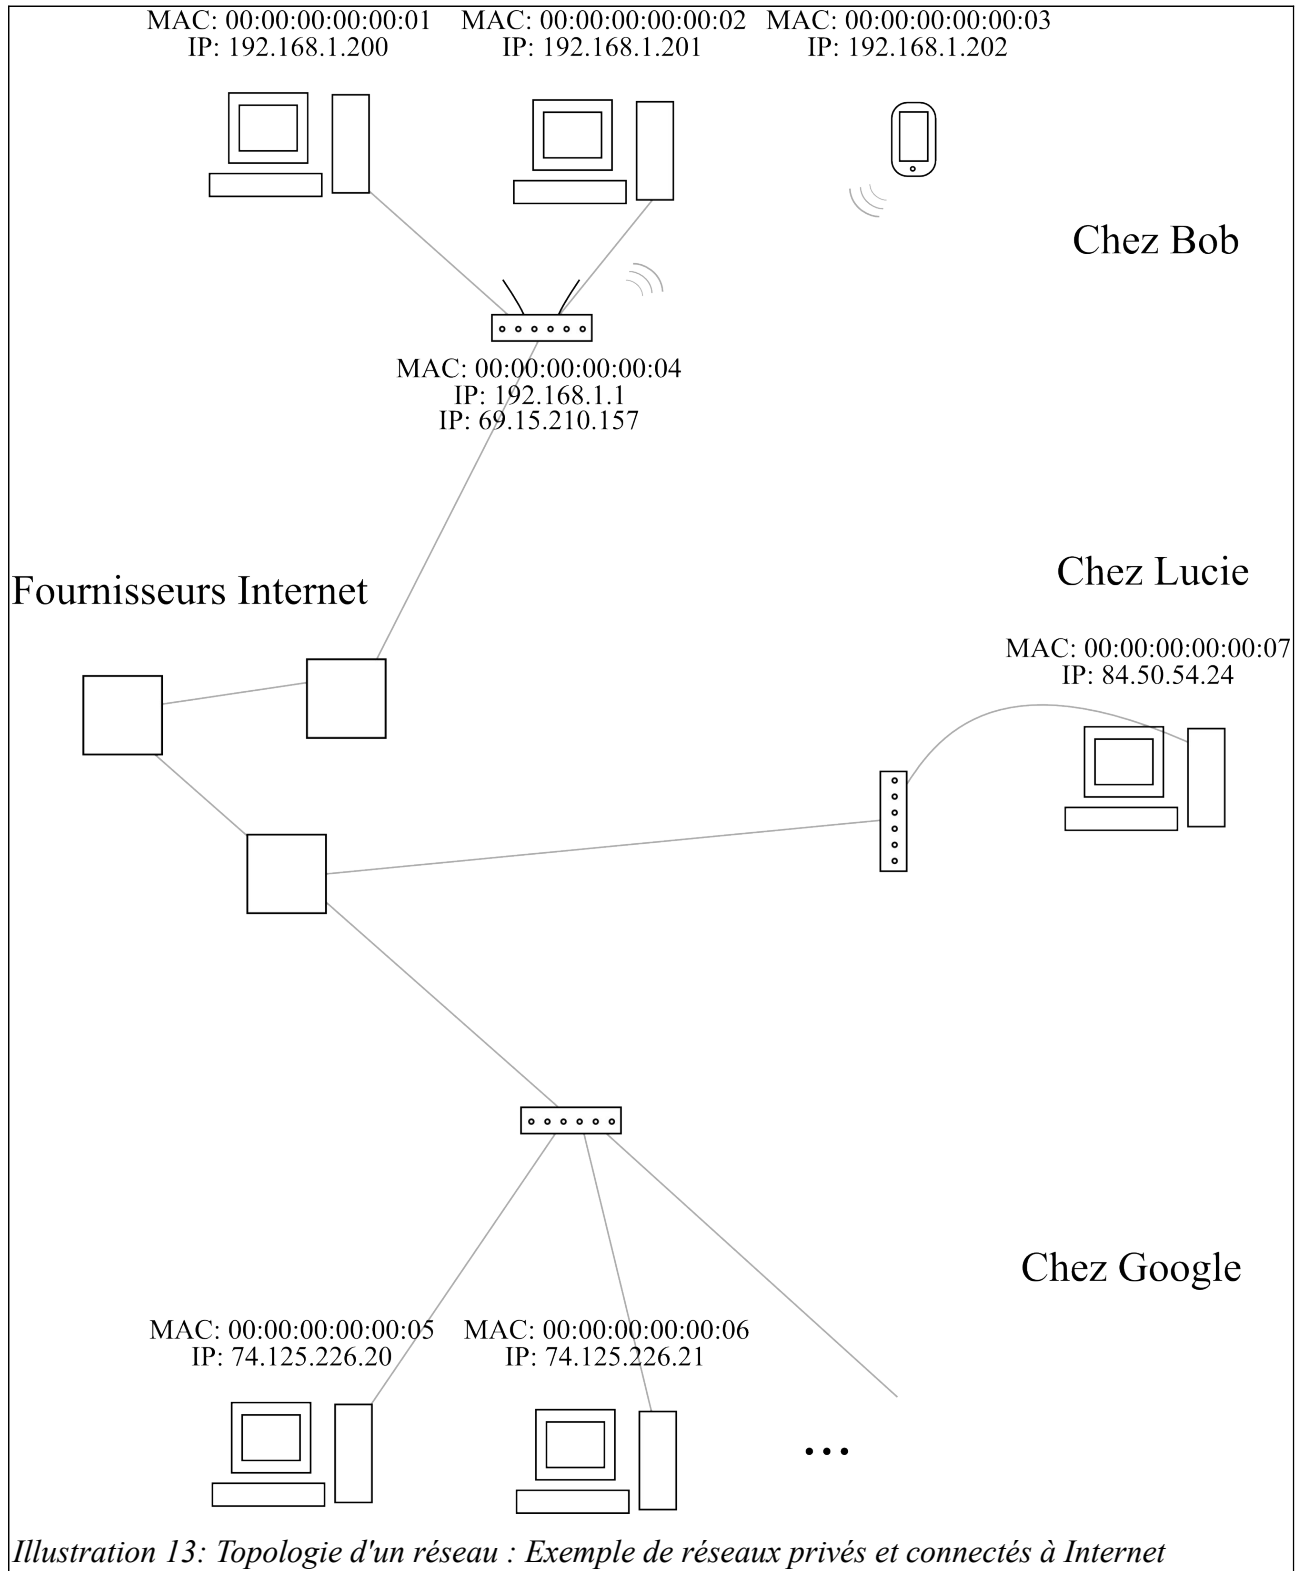 MAC: 00:00:00:00:00:01 MAC: 00:00:00:00:00:02 MAC: 00:00:00:00:00:03
IP: 192.168.1.200 IP: 192.168.1.201 IP: 192.168.1.202
Chez Bob
MAC: 00:00:00:00:00:04
IP: 192.168.1.1
IP: 69.15.210.157
Fournisseurs Internet
Chez Lucie
MAC: 00:00:00:00:00:07
IP: 84.50.54.24
Chez Google
MAC: 00:00:00:00:00:05 MAC: 00:00:00:00:00:06
IP: 74.125.226.20 IP: 74.125.226.21
...
Illustration 13: Topologie d'un réseau : Exemple de réseaux privés et connectés à Internet